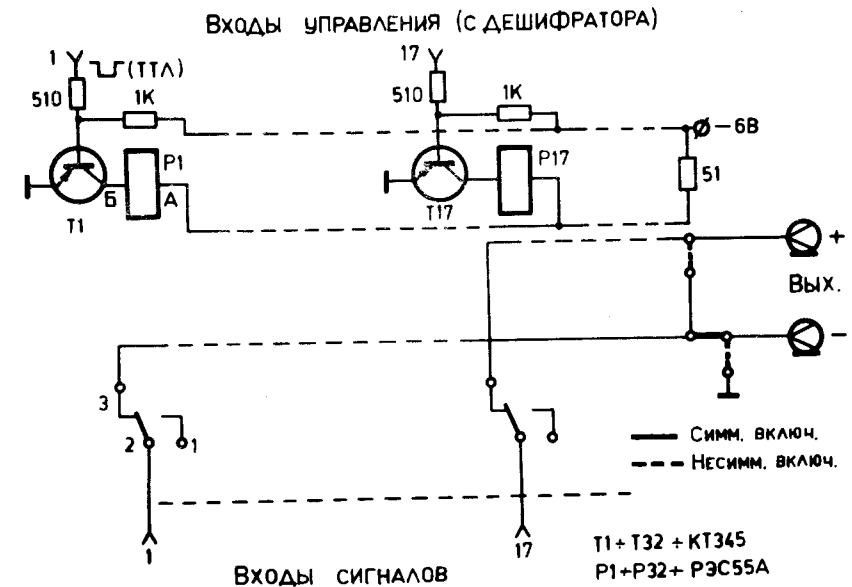 Входы управления (с дешифратора)
1 (ТТЛ) 17
510 1К 510 1К
–6В
Р1 Р17 51
Б А
Т1 Т17
+
Вых.
–
3
2 1
Симм. включ.
Несимм. включ.
1 17
Т1÷Т32 ÷ КТ345
Входы сигналов
Р1÷Р32 ÷ РЭС55А